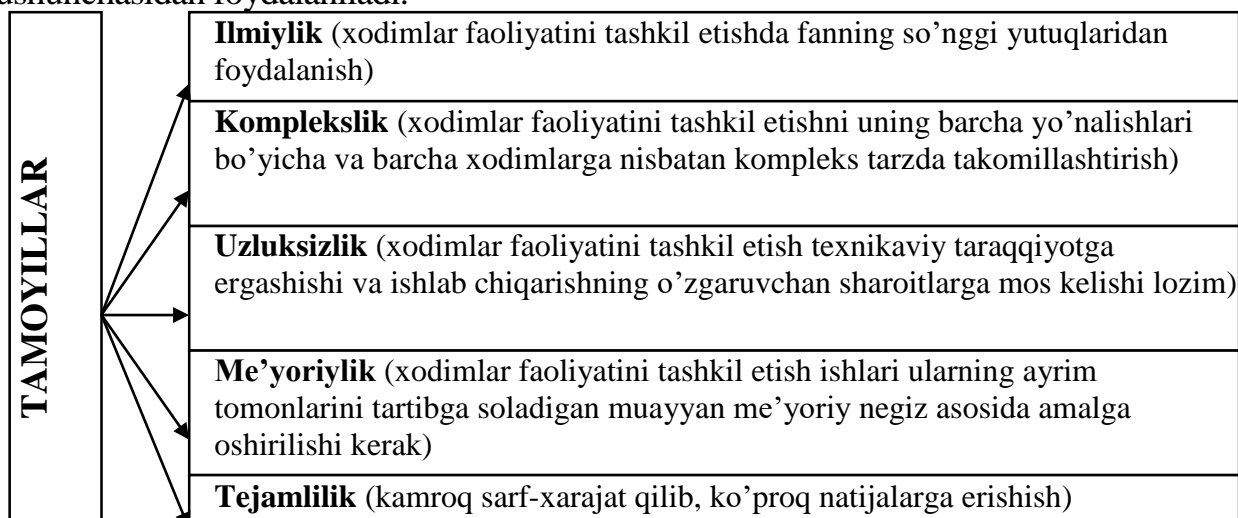 TAMOYILLAR
Ilmiylik (xodimlar faoliyatini tashkil etishda fanning so’nggi yutuqlaridan
foydalanish)
Komplekslik (xodimlar faoliyatini tashkil etishni uning barcha yo’nalishlari
bo’yicha va barcha xodimlarga nisbatan kompleks tarzda takomillashtirish)
Uzluksizlik (xodimlar faoliyatini tashkil etish texnikaviy taraqqiyotga
ergashishi va ishlab chiqarishning o’zgaruvchan sharoitlarga mos kelishi lozim)
Me’yoriylik (xodimlar faoliyatini tashkil etish ishlari ularning ayrim
tomonlarini tartibga soladigan muayyan me’yoriy negiz asosida amalga
oshirilishi kerak)
Tejamlilik (kamroq sarf-xarajat qilib, ko’proq natijalarga erishish)